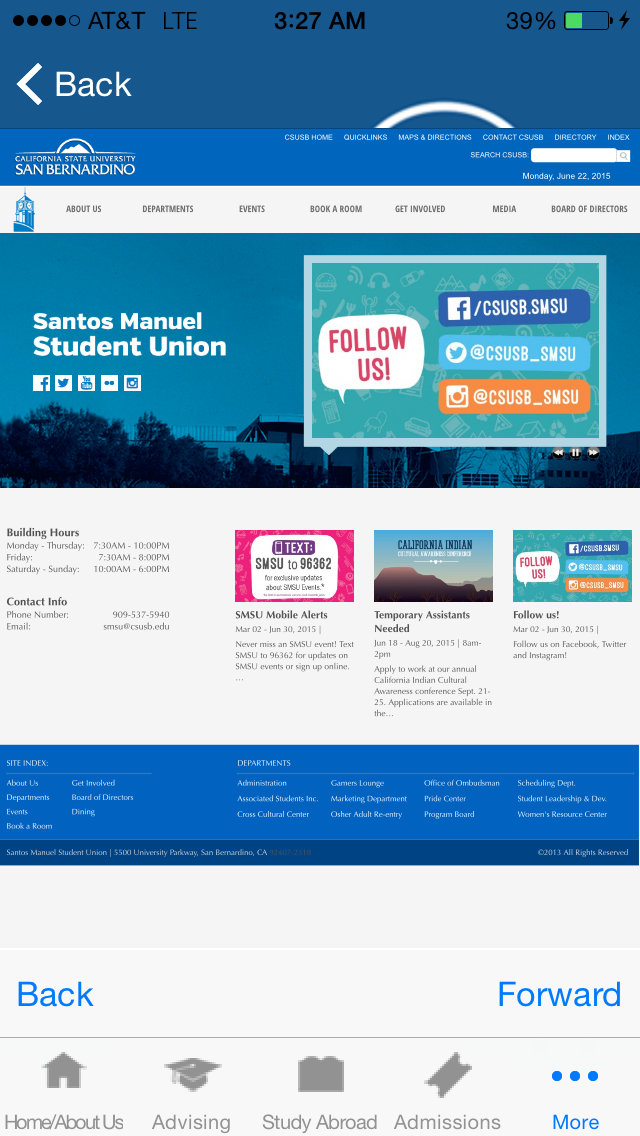 AT&T LTE 3:27 AM 39%
Back
CSUSB HOME QUICKLINKS MAPS & DIRECTIONS CONTACT CSUSB DIRECTORY INDEX
CALIFORNIA STATE UNIVERSITY
SAN BERNARDINO
SEARCH CSUSB:
Monday, June 22, 2015
ABOUT US DEPARTMENTS EVENTS BOOK A ROOM GET INVOLVED MEDIA BOARD OF DIRECTORS
Santos Manuel
Student Union
FOLLOW
US!
/CSUSB.SMSU
@CSUSB_SMSU
@CSUSB_SMSU
Building Hours
Monday - Thursday: 7:30AM - 10:00PM
Friday: 7:30AM - 8:00PM
Saturday - Sunday: 10:00AM - 6:00PM
Contact Info
Phone Number: 909-537-5940
Email: smsu@csusb.edu
TEXT:
SMSU to 96362
for exclusive updates
about SMSU Events.*
SMSU Mobile Alerts
Mar 02 - Jun 30, 2015 |
Never miss an SMSU event! Text
SMSU to 96362 for updates on
SMSU events or sign up online.
…
CALIFORNIA INDIAN
CULTURAL AWARENESS CONFERENCE
Temporary Assistants
Needed
Jun 18 - Aug 20, 2015 | 8am-
2pm
Apply to work at our annual
California Indian Cultural
Awareness conference Sept. 21-
25. Applications are available in
the…
FOLLOW
US!
/CSUSB.SMSU
@CSUSB_SMSU
@CSUSB_SMSU
Follow us!
Mar 02 - Jun 30, 2015 |
Follow us on Facebook, Twitter
and Instagram!
SITE INDEX:
About Us Get Involved
Departments Board of Directors
Events Dining
Book a Room
DEPARTMENTS
Administration Gamers Lounge Office of Ombudsman Scheduling Dept.
Associated Students Inc. Marketing Department Pride Center Student Leadership & Dev.
Cross Cultural Center Osher Adult Re-entry Program Board Women's Resource Center
Santos Manuel Student Union | 5500 University Parkway, San Bernardino, CA 92407-2318
©2013 All Rights Reserved
Back Forward
Home/About Us Advising Study Abroad Admissions More